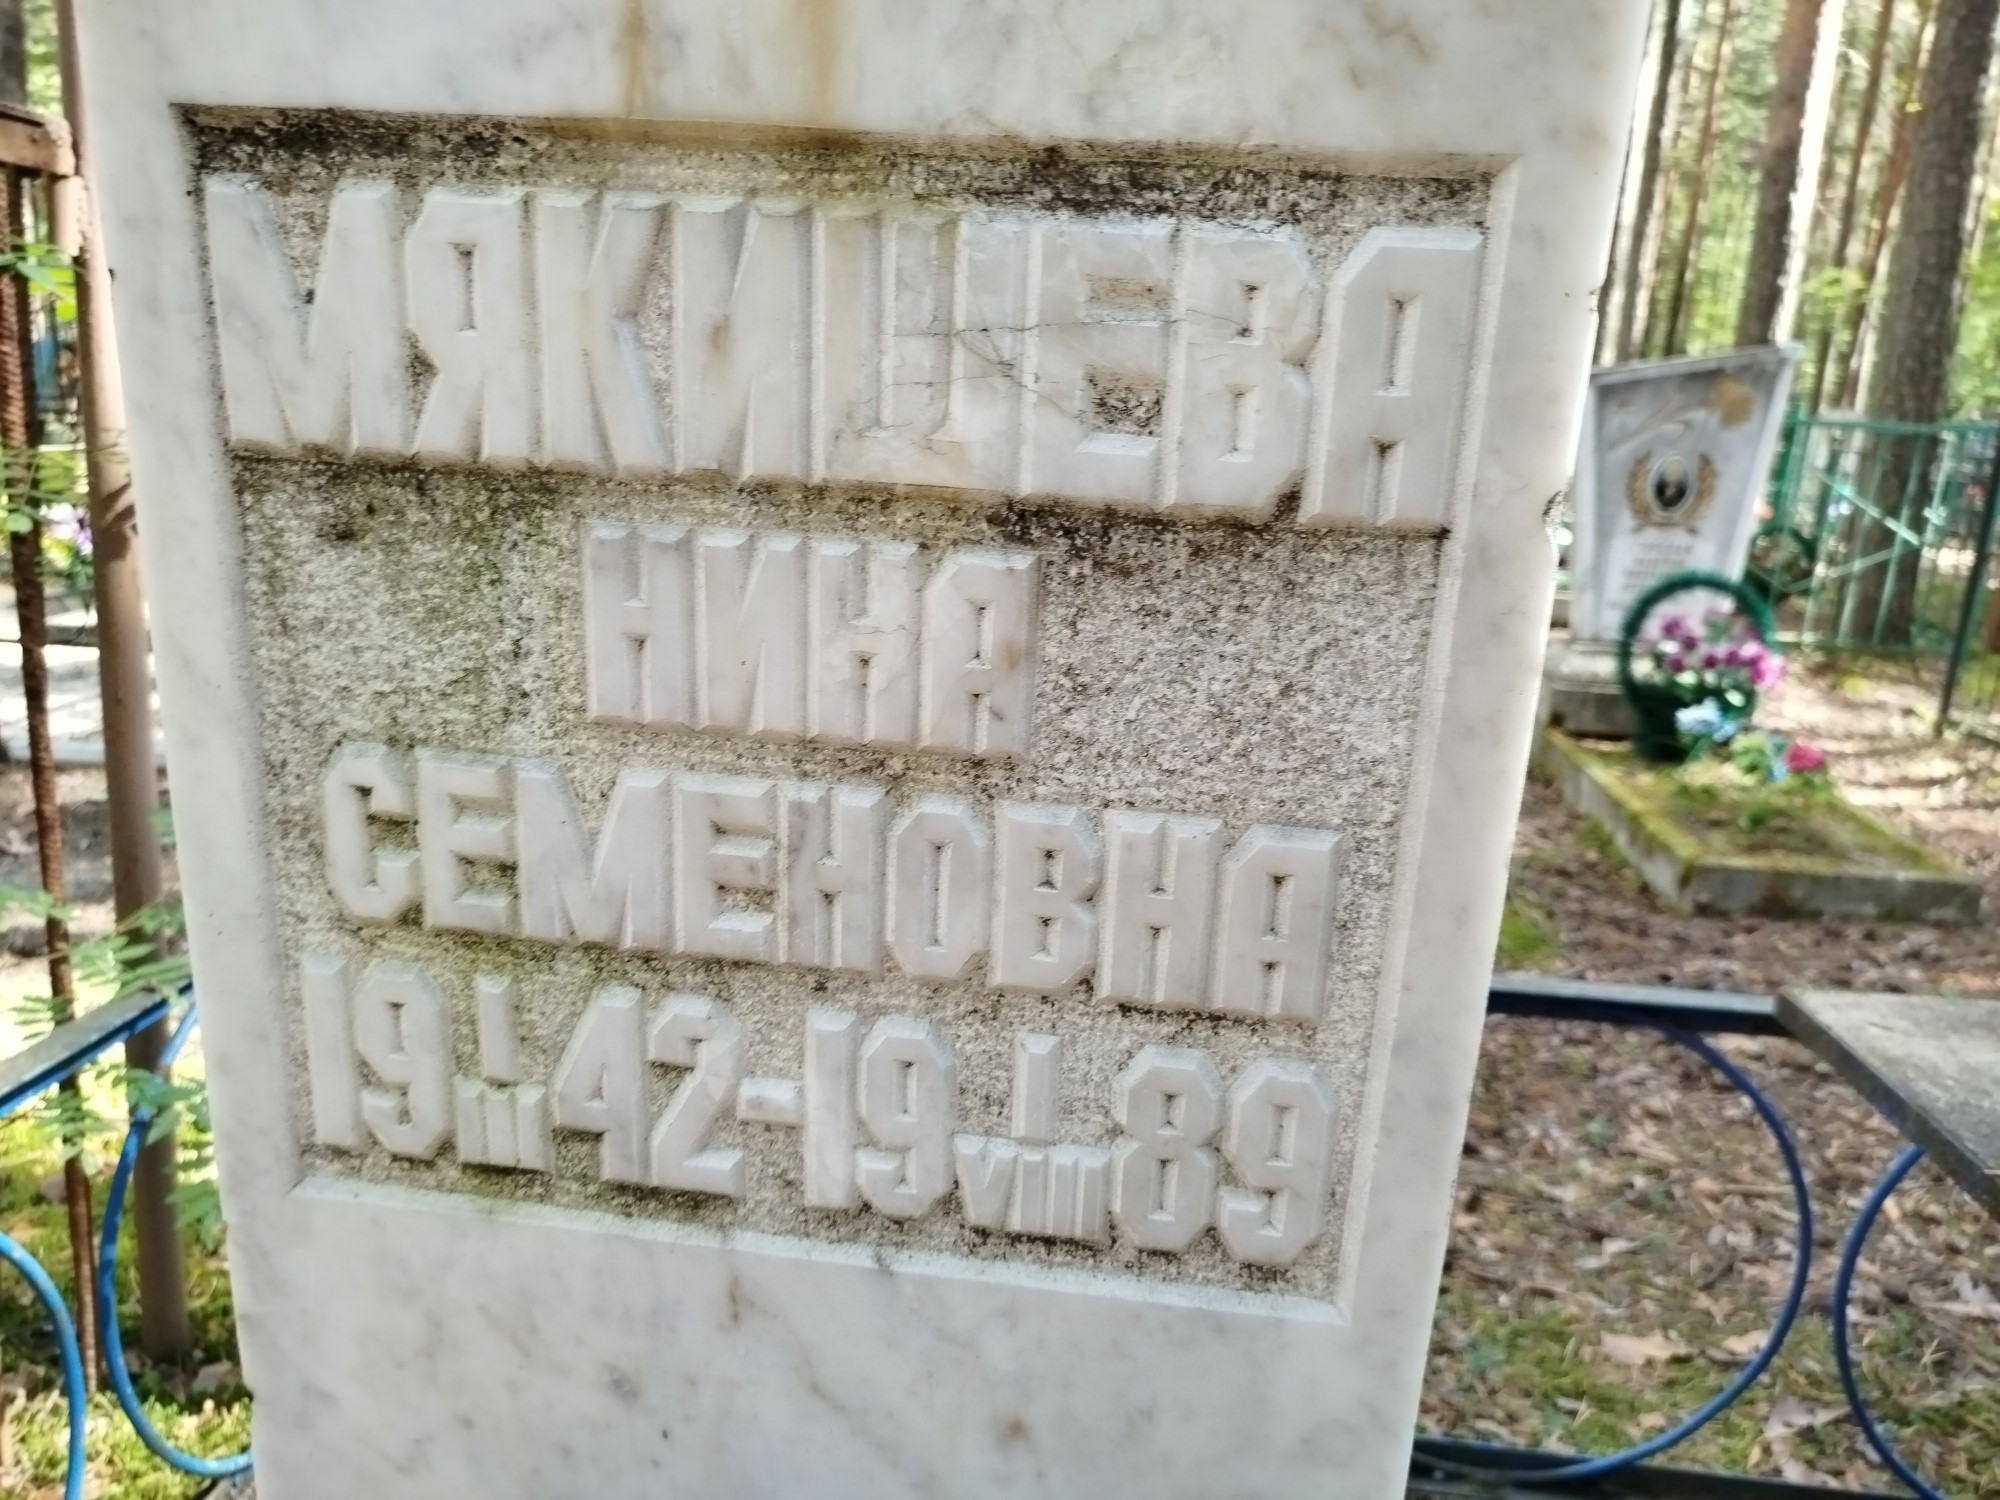 МЯКИШЕВА
НИНА
СЕМЕНОВНА
19 I/III 42-19 I/VIII 89